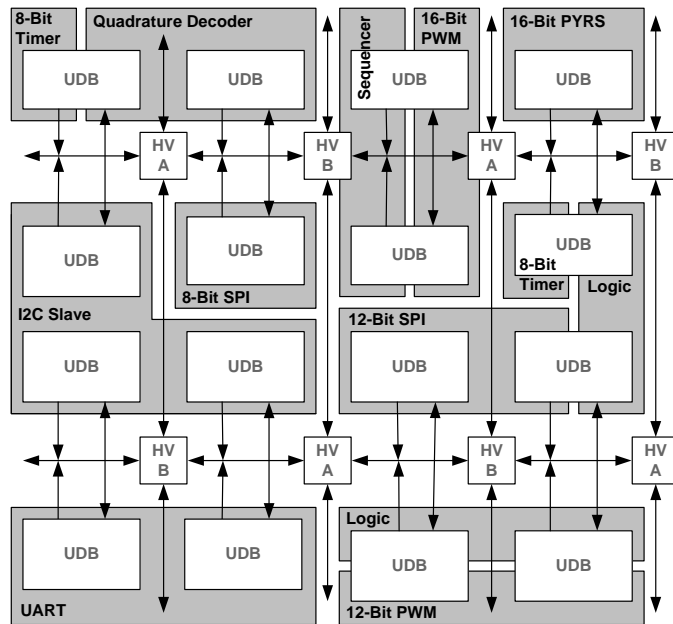 8-Bit
Timer
Quadrature Decoder
Sequencer
16-Bit
PWM
16-Bit PYRS
UDB
UDB
UDB
UDB
HV
A
HV
B
HV
A
HV
B
UDB
UDB
UDB
UDB
8-Bit SPI
8-Bit
Timer
Logic
I2C Slave
12-Bit SPI
UDB
UDB
UDB
UDB
HV
B
HV
A
HV
B
HV
A
Logic
UDB
UDB
UDB
UDB
UART
12-Bit PWM